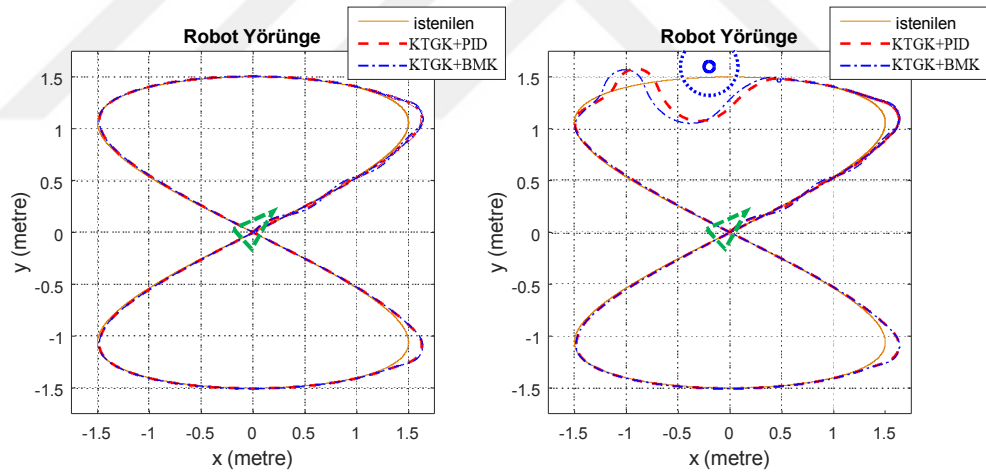 Robot Yörünge
istenilen
KTGK+PID
KTGK+BMK
1.5
1
0.5
0
-0.5
-1
-1.5
y (metre)
-1.5
-1
-0.5
0
0.5
1
1.5
x (metre)
Robot Yörünge
istenilen
KTGK+PID
KTGK+BMK
1.5
1
0.5
0
-0.5
-1
-1.5
y (metre)
-1.5
-1
-0.5
0
0.5
1
1.5
x (metre)